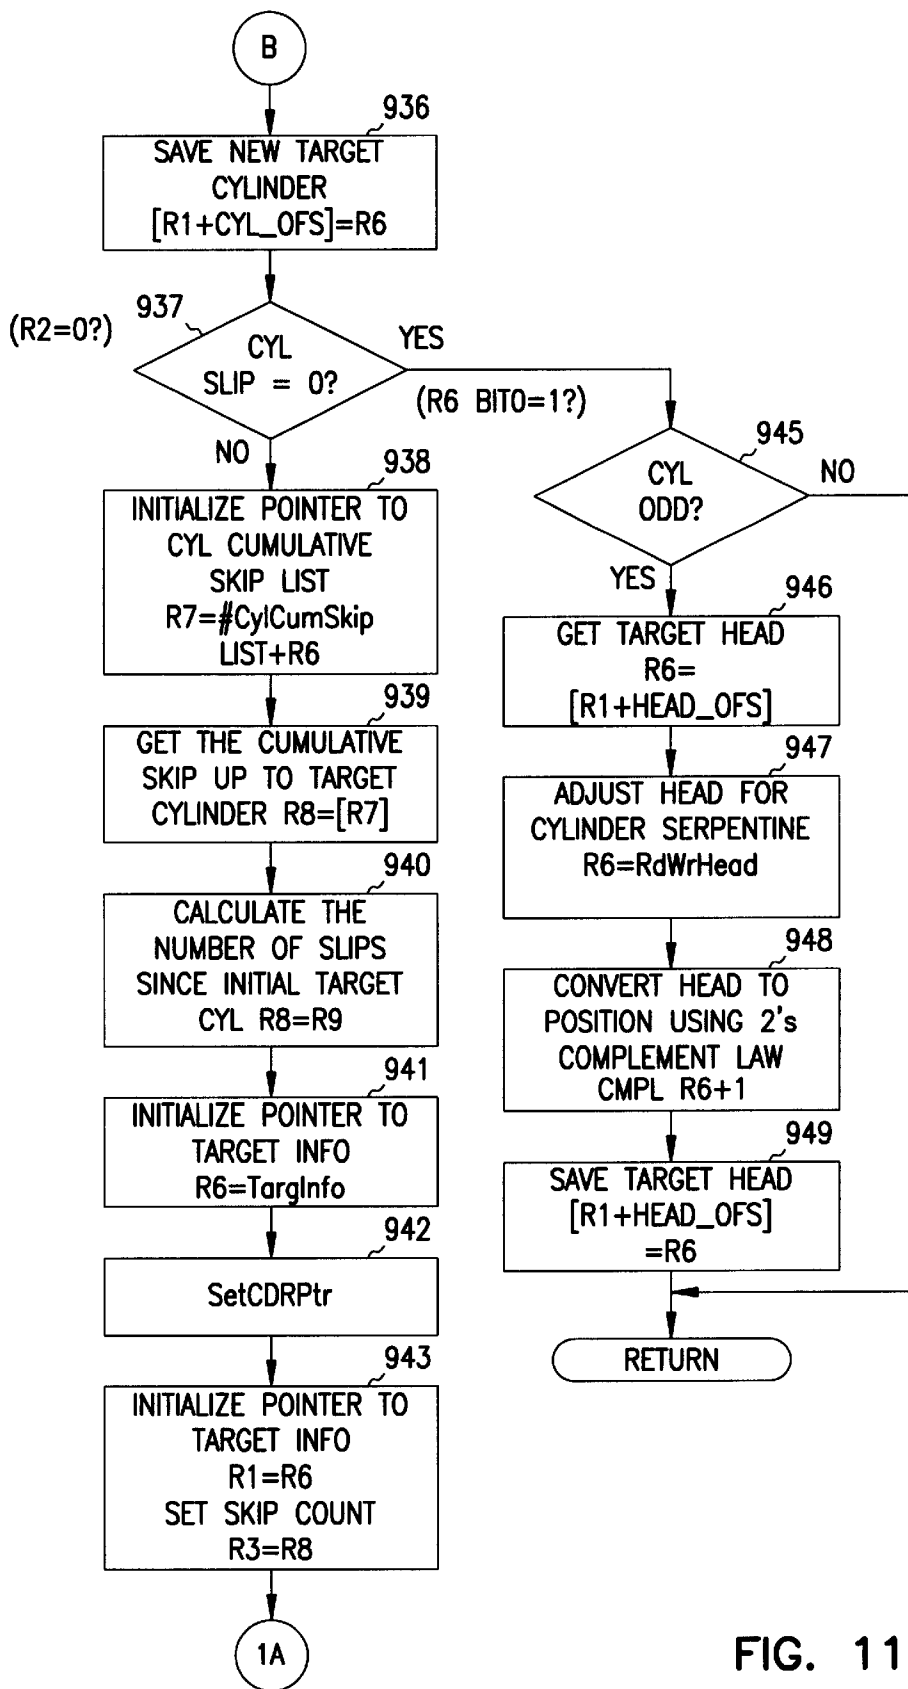 B
936
SAVE NEW TARGET
CYLINDER
[R1+CYL_OFS]=R6
937
(R2=0?)
CYL
SLIP = 0?
YES
(R6 BIT0=1?)
NO
938
INITIALIZE POINTER TO
CYL CUMULATIVE
SKIP LIST
R7=#CylCumSkip
LIST+R6
939
GET THE CUMULATIVE
SKIP UP TO TARGET
CYLINDER R8=[R7]
940
CALCULATE THE
NUMBER OF SLIPS
SINCE INITIAL TARGET
CYL R8=R9
941
INITIALIZE POINTER TO
TARGET INFO
R6=TargInfo
942
SetCDRPtr
943
INITIALIZE POINTER TO
TARGET INFO
R1=R6
SET SKIP COUNT
R3=R8
1A
945
CYL
ODD?
NO
YES
946
GET TARGET HEAD
R6=
[R1+HEAD_OFS]
947
ADJUST HEAD FOR
CYLINDER SERPENTINE
R6=RdWrHead
948
CONVERT HEAD TO
POSITION USING 2's
COMPLEMENT LAW
CMPL R6+1
949
SAVE TARGET HEAD
[R1+HEAD_OFS]
=R6
RETURN
FIG. 11